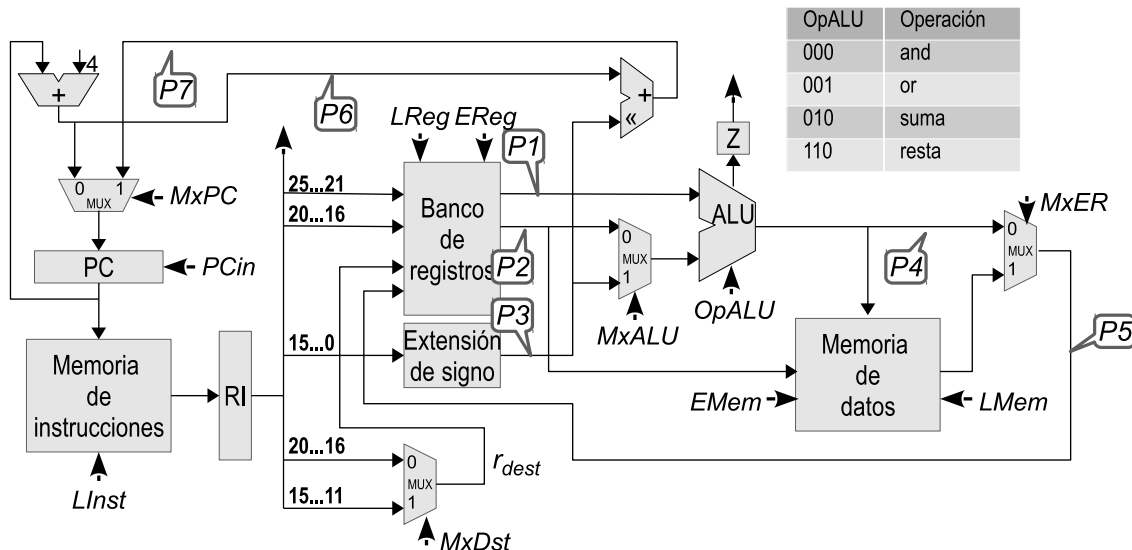 OpALU Operación
000 and
001 or
010 suma
110 resta
4
+
P7
P6
+
«
LReg EReg
P1
Z
25...21
20...16
Banco
de
registros
0 1
MUX
MxPC
PC
PCin
P2
0
MUX
1
ALU
MxER
0
MUX
1
P4
P3
MxALU
OpALU
15...0
Extensión
de signo
P5
Memoria
de
instrucciones
RI
Memoria
de
datos
EMem
LMem
20...16
15...11
0
MUX
1
rdest
LInst
MxDst